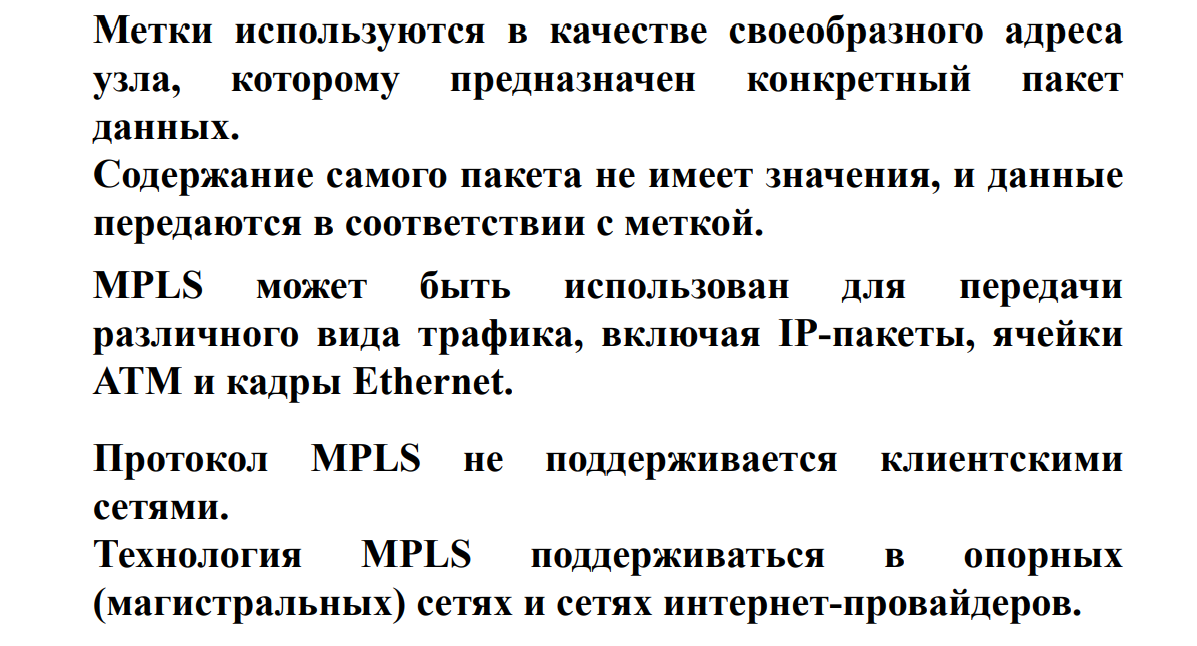 Метки используются в качестве своеобразного адреса
узла, которому предназначен конкретный пакет
данных.
Содержание самого пакета не имеет значения, и данные
передаются в соответствии с меткой.
MPLS может быть использован для передачи
различного вида трафика, включая IP-пакеты, ячейки
ATM и кадры Ethernet.
Протокол MPLS не поддерживается клиентскими
сетями.
Технология MPLS поддерживаться в опорных
(магистральных) сетях и сетях интернет-провайдеров.